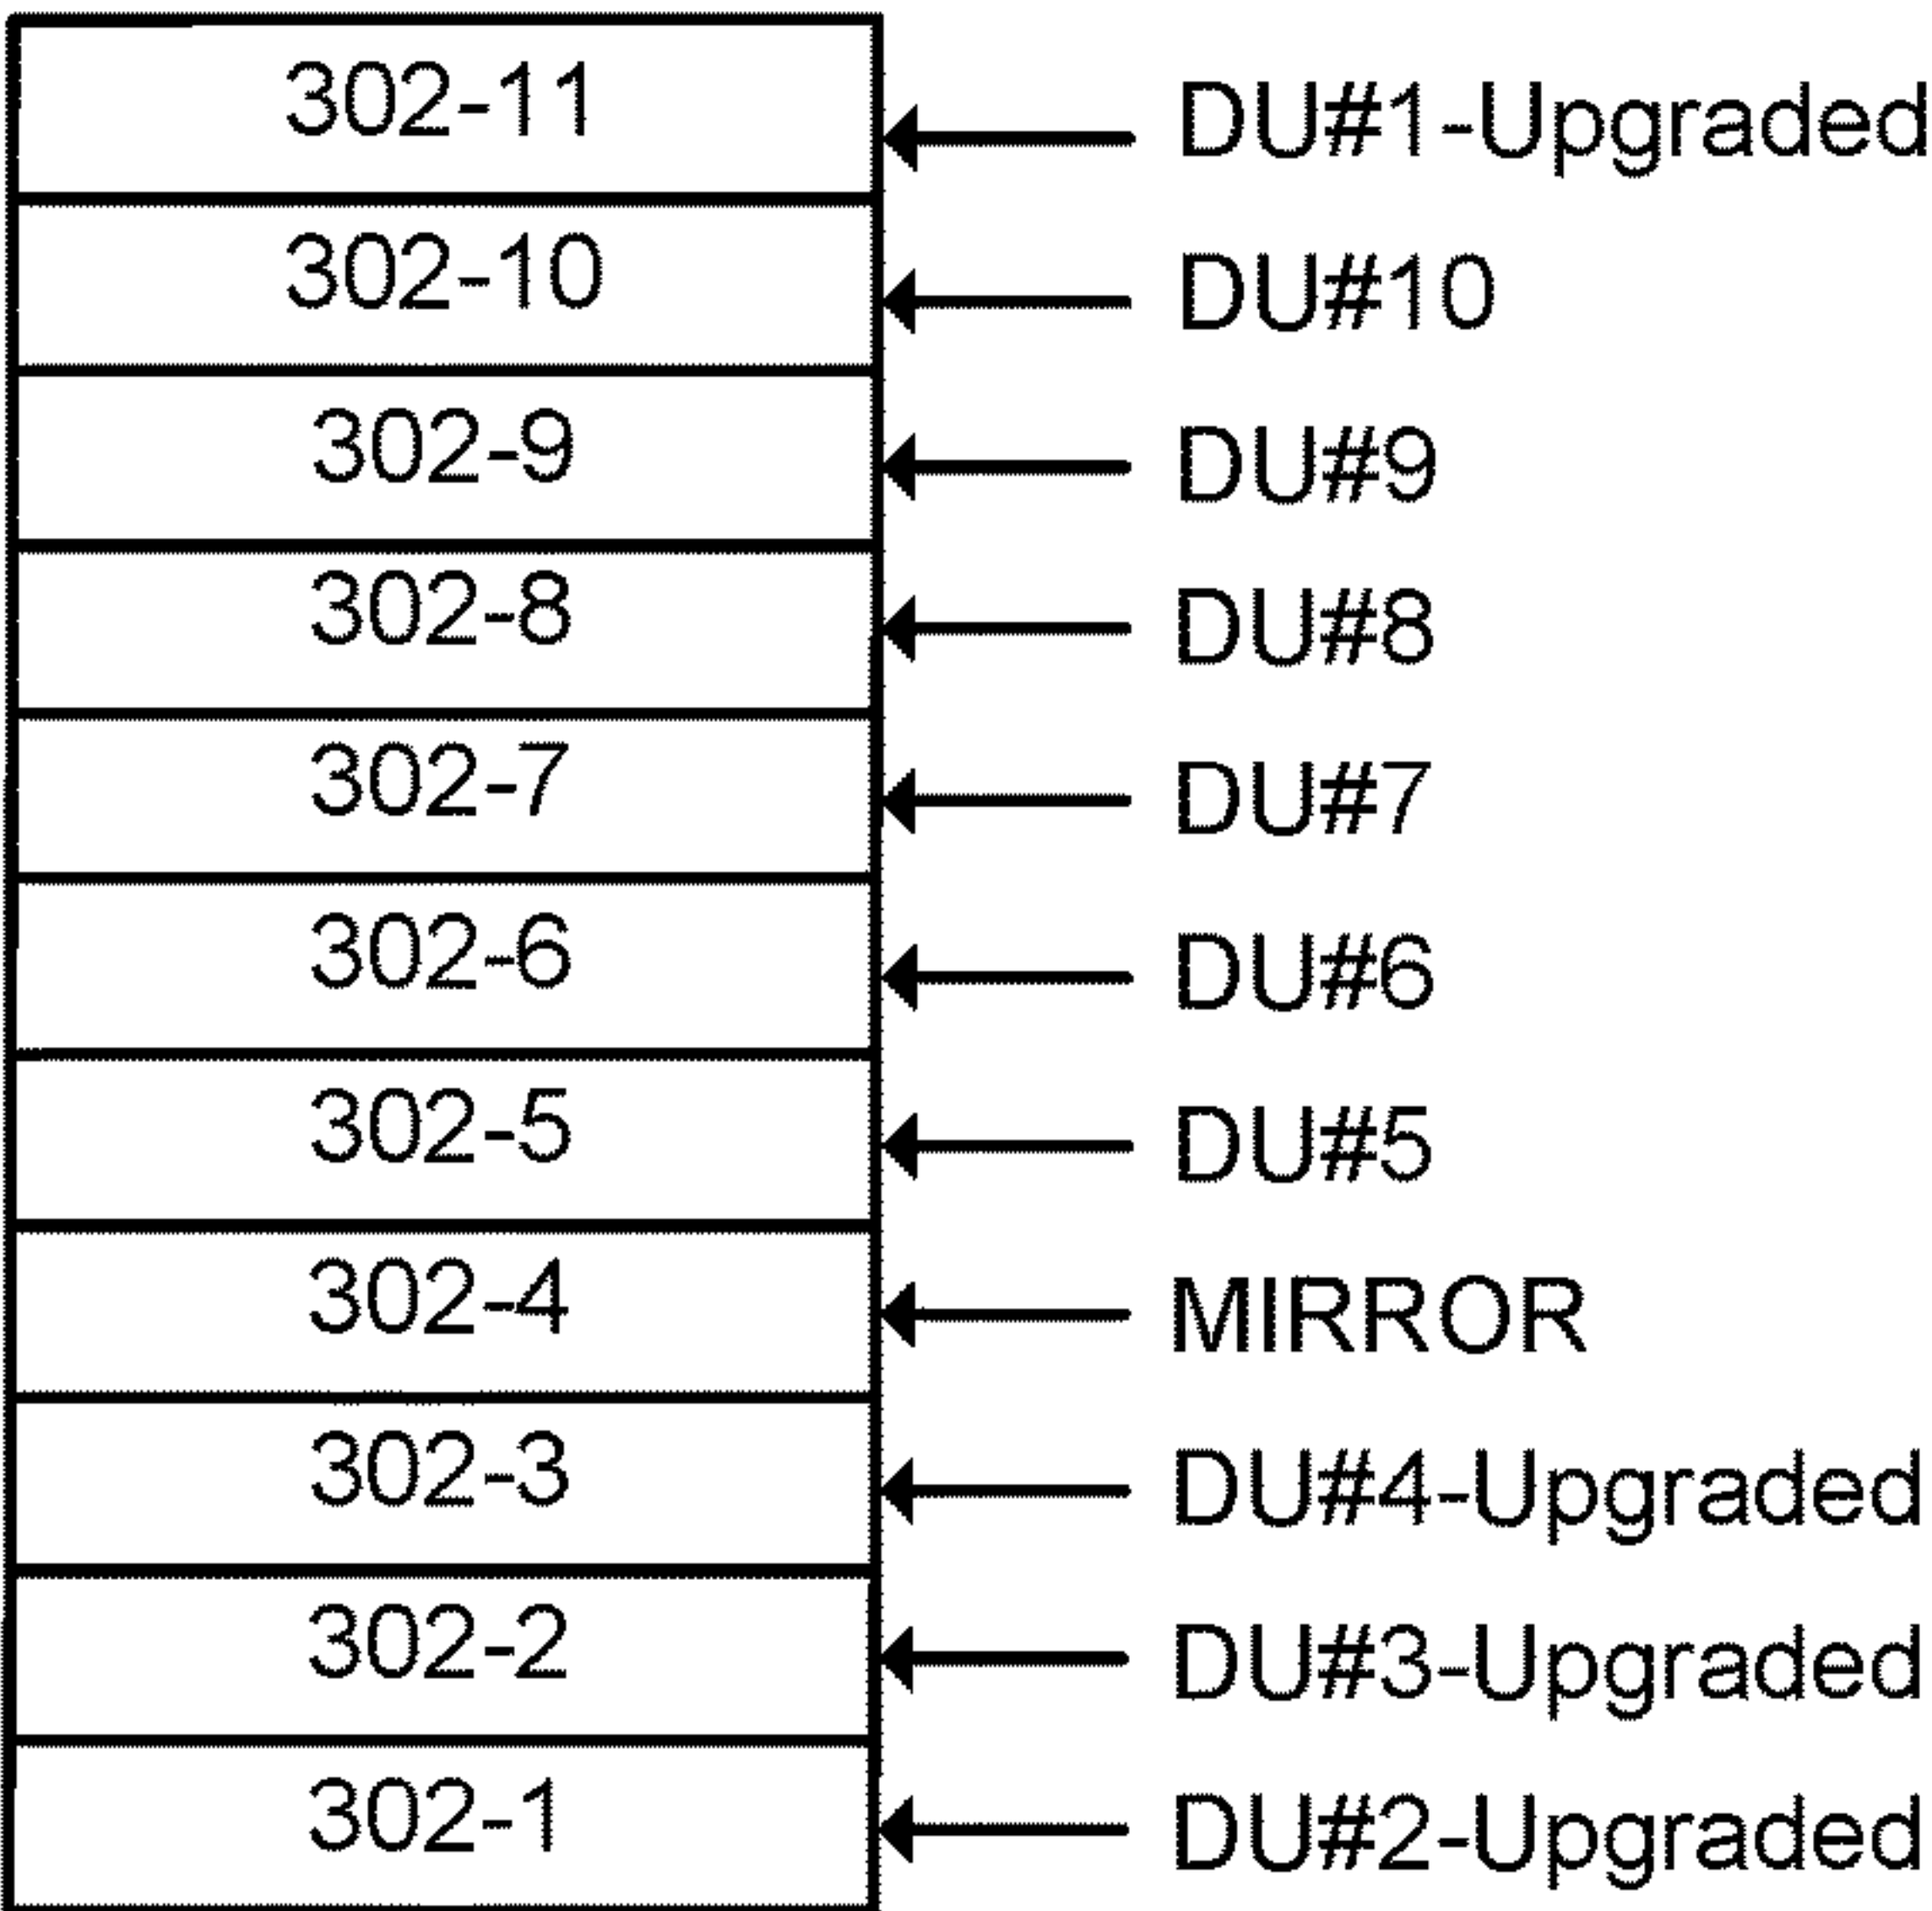 302-11 DU#1-Upgraded
302-10 DU#10
302-9 DU#9
302-8 DU#8
302-7 DU#7
302-6 DU#6
302-5 DU#5
302-4 MIRROR
302-3 DU#4-Upgraded
302-2 DU#3-Upgraded
302-1 DU#2-Upgraded